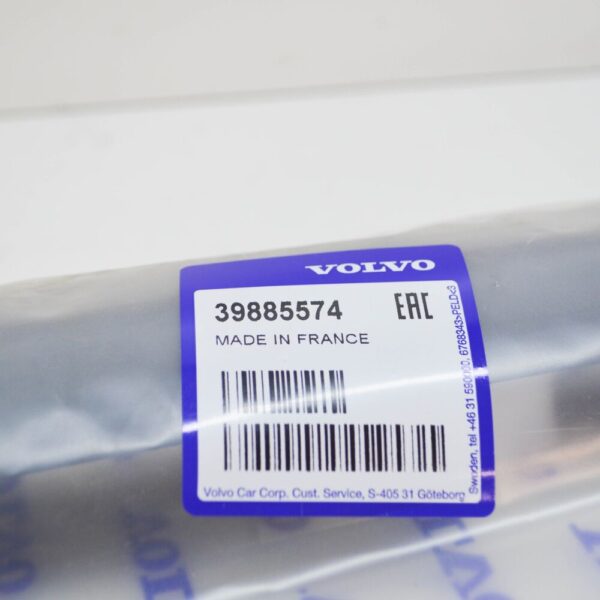 VOLVO
39885574 EAC
MADE IN FRANCE
Volvo Car Corp. Cust. Service, S-405 31 Göteborg
Sweden, tel +46 31 590000, 6768343>PELD<3
VOLVO